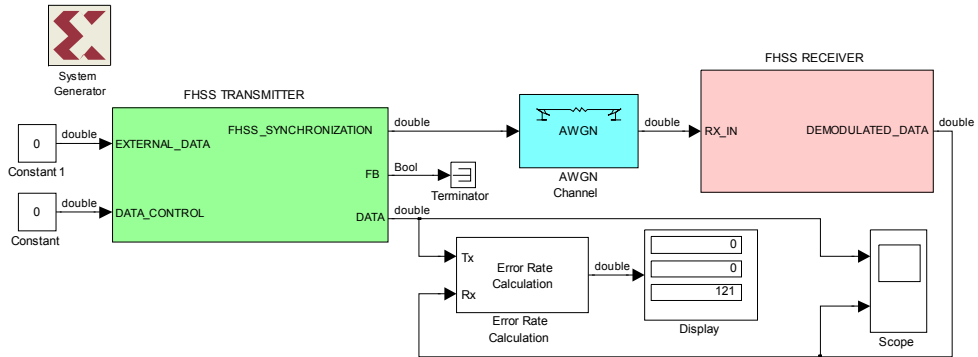 System
Generator
FHSS TRANSMITTER
FHSS RECEIVER
0
double
EXTERNAL_DATA
FHSS_SYNCHRONIZATION
double
AWGN
double
RX_IN
DEMODULATED_DATA
double
Constant 1
FB
Bool
Terminator
AWGN
Channel
0
double
DATA_CONTROL
DATA
double
Constant
Tx
Rx
Error Rate
Calculation
double
0
0
121
Error Rate
Calculation
Display
Scope